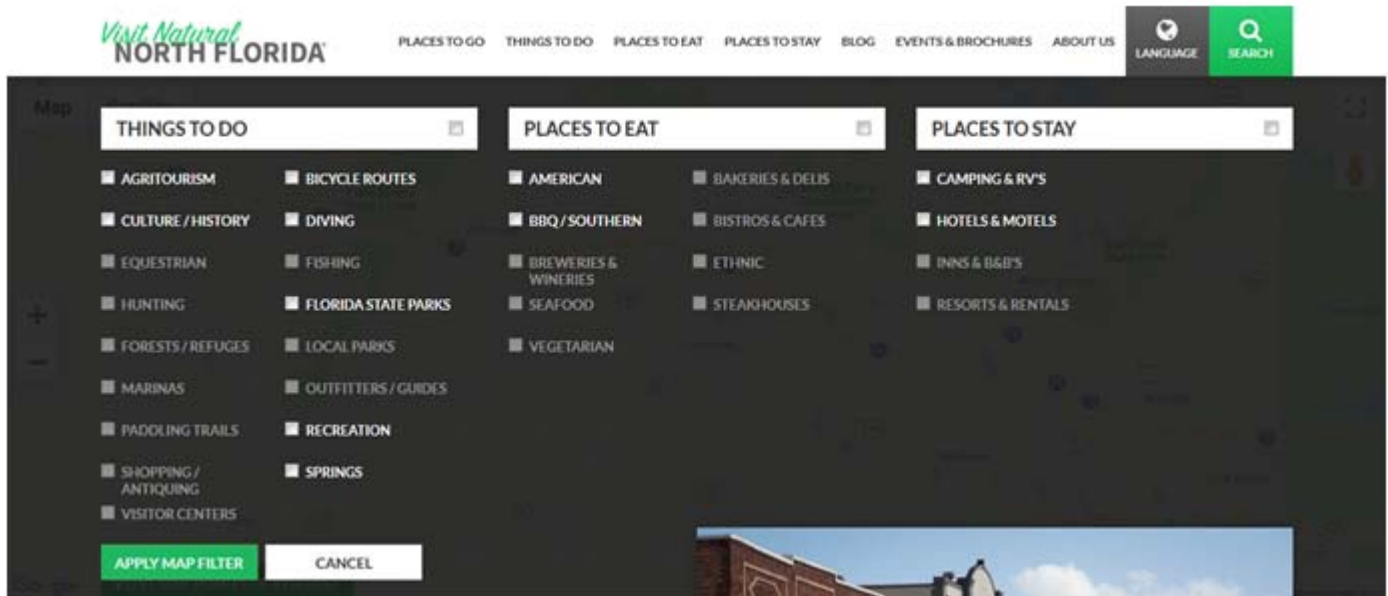 Visit Natural
NORTH FLORIDA
PLACES TO GO THINGS TO DO PLACES TO EAT PLACES TO STAY BLOG EVENTS & BROCHURES ABOUT US LANGUAGE SEARCH
Map
THINGS TO DO PLACES TO EAT PLACES TO STAY
AGRITOURISM BICYCLE ROUTES AMERICAN BAKERIES & DELIS CAMPING & RV'S
CULTURE / HISTORY DIVING BBQ / SOUTHERN BISTROS & CAFES HOTELS & MOTELS
EQUESTRIAN FISHING BREWERIES & ETHNIC INNS & B&B'S
WINERIES
HUNTING FLORIDA STATE PARKS SEAFOOD STEAKHOUSES RESORTS & RENTALS
FORESTS / REFUGES LOCAL PARKS VEGETARIAN
MARINAS OUTFITTERS / GUIDES
PADDLING TRAILS RECREATION
SHOPPING / SPRINGS
ANTIQUING
VISITOR CENTERS
APPLY MAP FILTER CANCEL